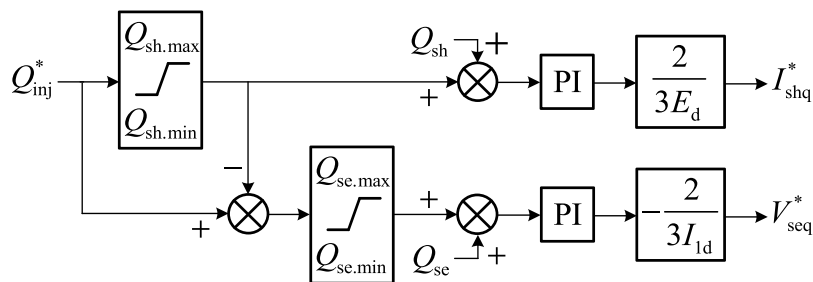 Q*inj
Qsh.max
Qsh.min
Qsh
+
+
PI
2
3Ed
I*shq
−
+
Qse.max
Qse.min
+
Qse
+
PI
−2
3I1d
V*seq